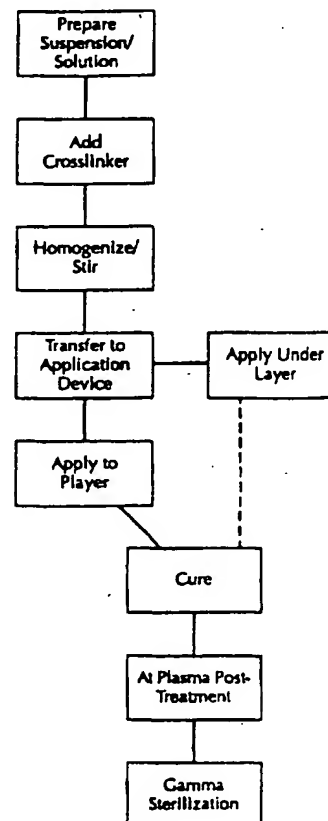 Prepare
Suspension/
Solution
Add
Crosslinker
Homogenize/
Stir
Transfer to
Application
Device
Apply Under
Layer
Apply to
Player
Cure
At Plasma Post-
Treatment
Gamma
Sterilization